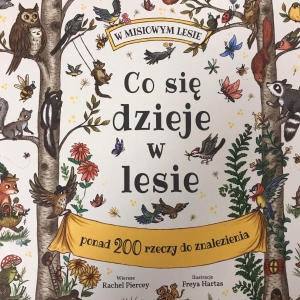 W MISIOWYM LESIE
Co się
dzieje
w
lesie
ponad 200 rzeczy do znalezienia
Wiersze
Rachel Piercey
Ilustracje
Freya Hartas